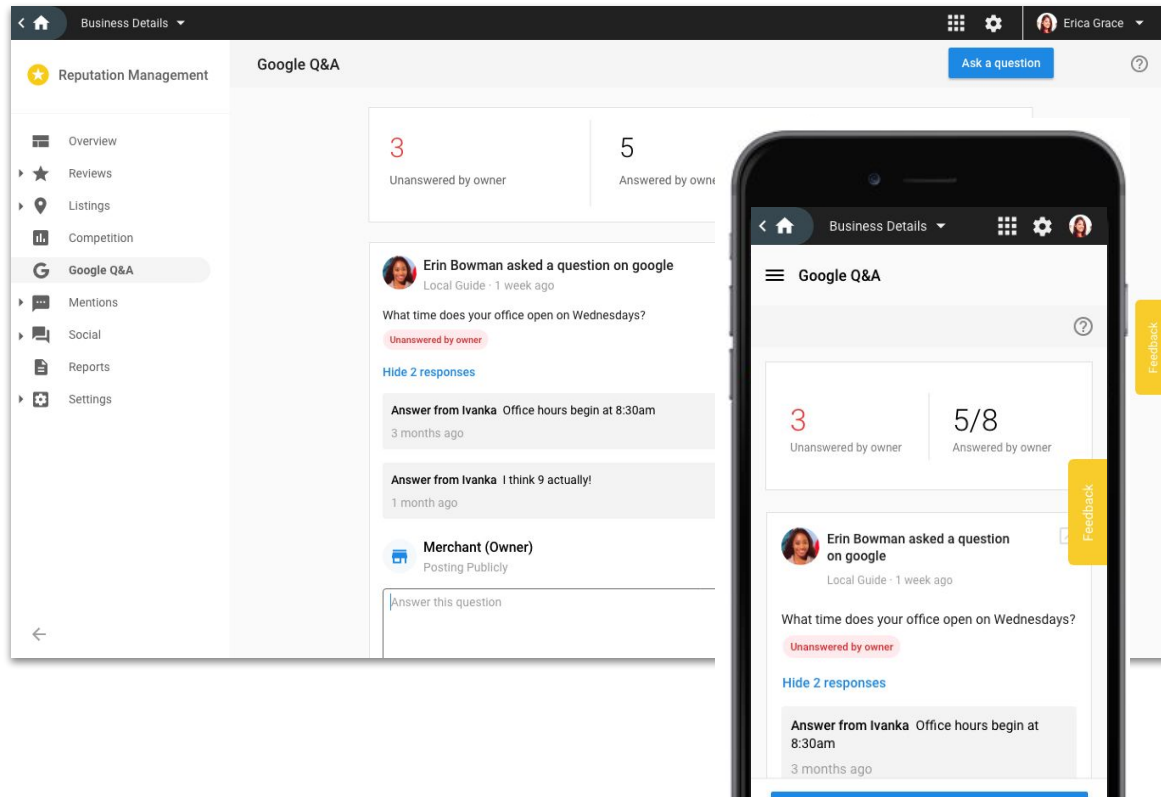 Business Details
Erica Grace
Reputation Management
Google Q&A
Ask a question
Overview
Reviews
Listings
Competition
Google Q&A
Mentions
Social
Reports
Settings
3
Unanswered by owner
5
Answered by owne
Erin Bowman asked a question on google
Local Guide · 1 week ago
What time does your office open on Wednesdays?
Unanswered by owner
Hide 2 responses
Answer from Ivanka Office hours begin at 8:30am
3 months ago
Answer from Ivanka I think 9 actually!
1 month ago
Merchant (Owner)
Posting Publicly
Answer this question
Feedback
Business Details
Google Q&A
3
Unanswered by owner
5/8
Answered by owner
Feedback
Erin Bowman asked a question
on google
Local Guide · 1 week ago
What time does your office open on Wednesdays?
Unanswered by owner
Hide 2 responses
Answer from Ivanka Office hours begin at
8:30am
3 months ago